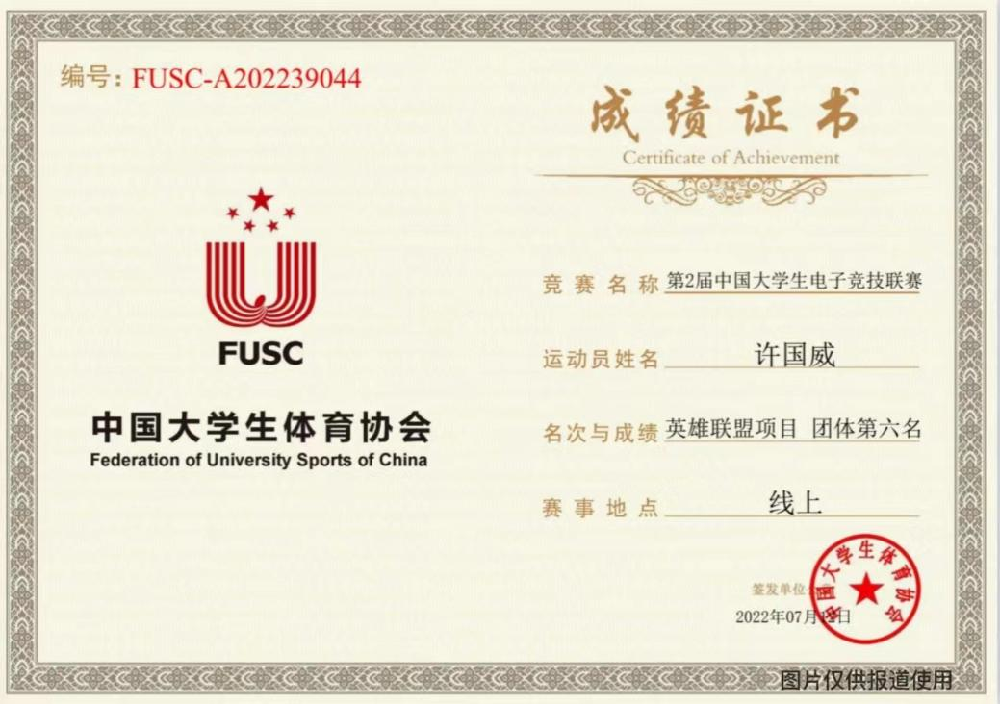 编号: FUSC-A202239044
成绩证书
Certificate of Achievement
FUSC
中国大学生体育协会
Federation of University Sports of China
竞赛名称 第2届中国大学生电子竞技联赛
运动员姓名 许国威
名次与成绩 英雄联盟项目 团体第六名
赛事地点 线上
签发单位
2022年07月12日
中国大学生体育协会
图片仅供报道使用